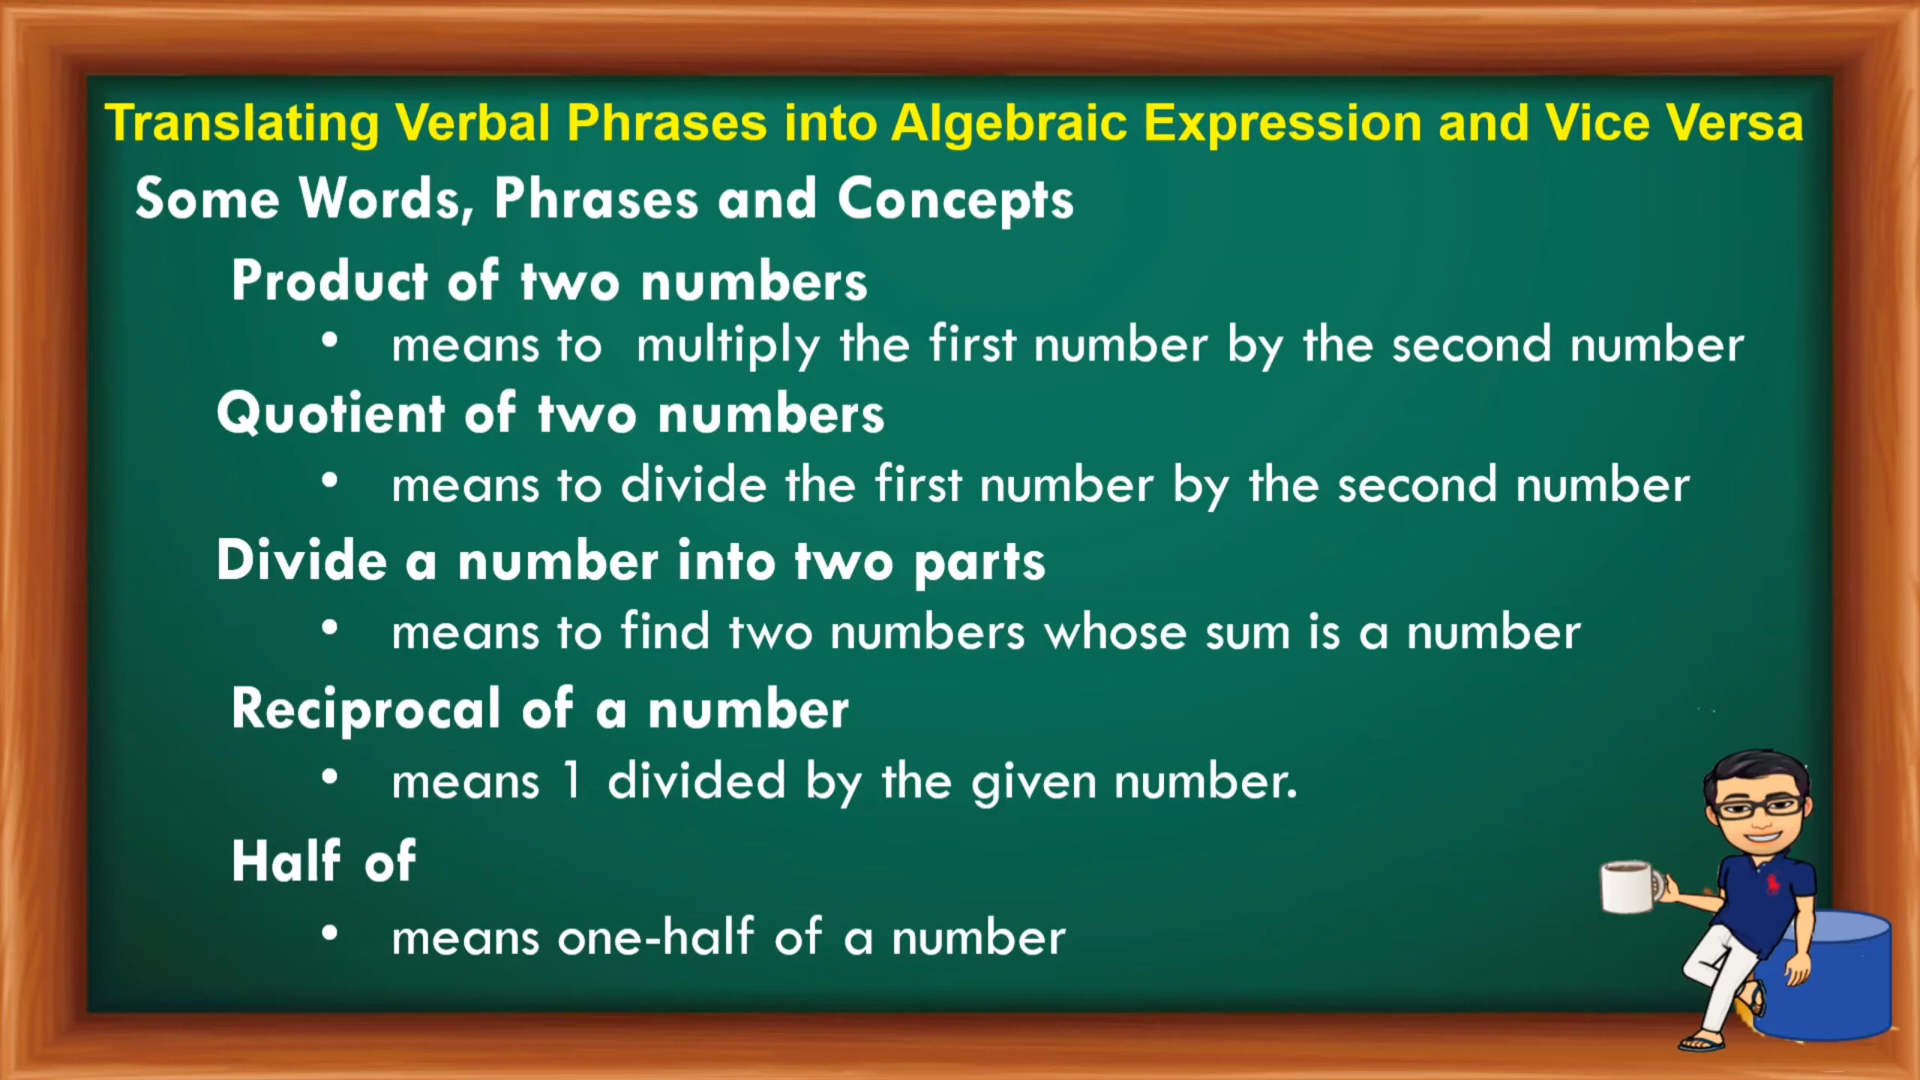 Translating Verbal Phrases into Algebraic Expression and Vice Versa
Some Words, Phrases and Concepts
Product of two numbers
• means to multiply the first number by the second number
Quotient of two numbers
• means to divide the first number by the second number
Divide a number into two parts
• means to find two numbers whose sum is a number
Reciprocal of a number
• means 1 divided by the given number.
Half of
• means one-half of a number